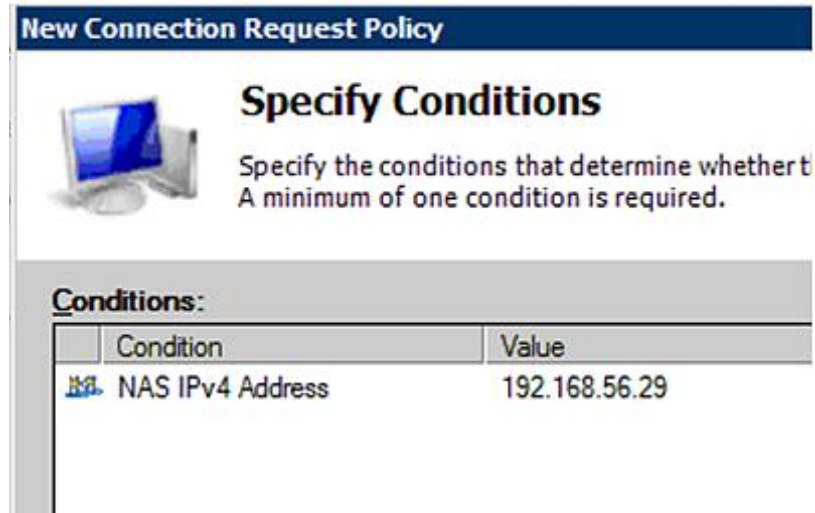 New Connection Request Policy
Specify Conditions
Specify the conditions that determine whether t
A minimum of one condition is required.
Conditions:
Condition Value
NAS IPv4 Address 192.168.56.29